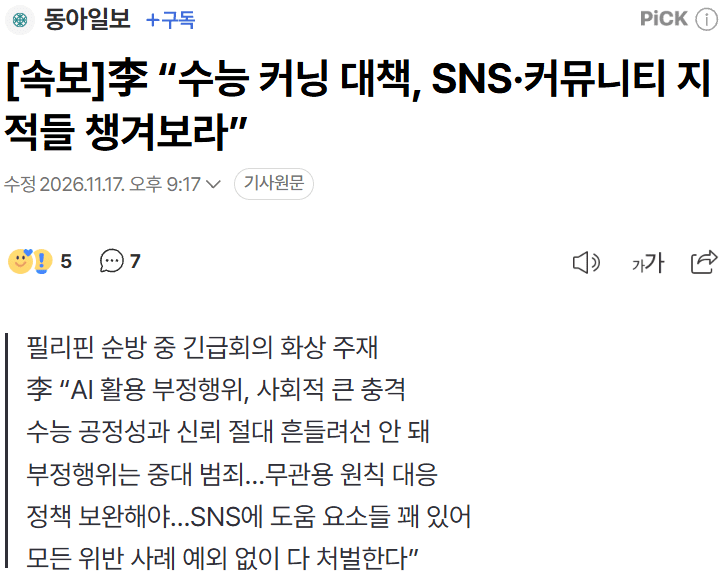 동아일보 +구독 PiCK
[속보]李 “수능 커닝 대책, SNS·커뮤니티 지
적들 챙겨보라”
수정 2026.11.17. 오후 9:17 기사원문
5 7 가가
필리핀 순방 중 긴급회의 화상 주재
李 “AI 활용 부정행위, 사회적 큰 충격
수능 공정성과 신뢰 절대 흔들려선 안 돼
부정행위는 중대 범죄…무관용 원칙 대응
정책 보완해야…SNS에 도움 요소들 꽤 있어
모든 위반 사례 예외 없이 다 처벌한다”